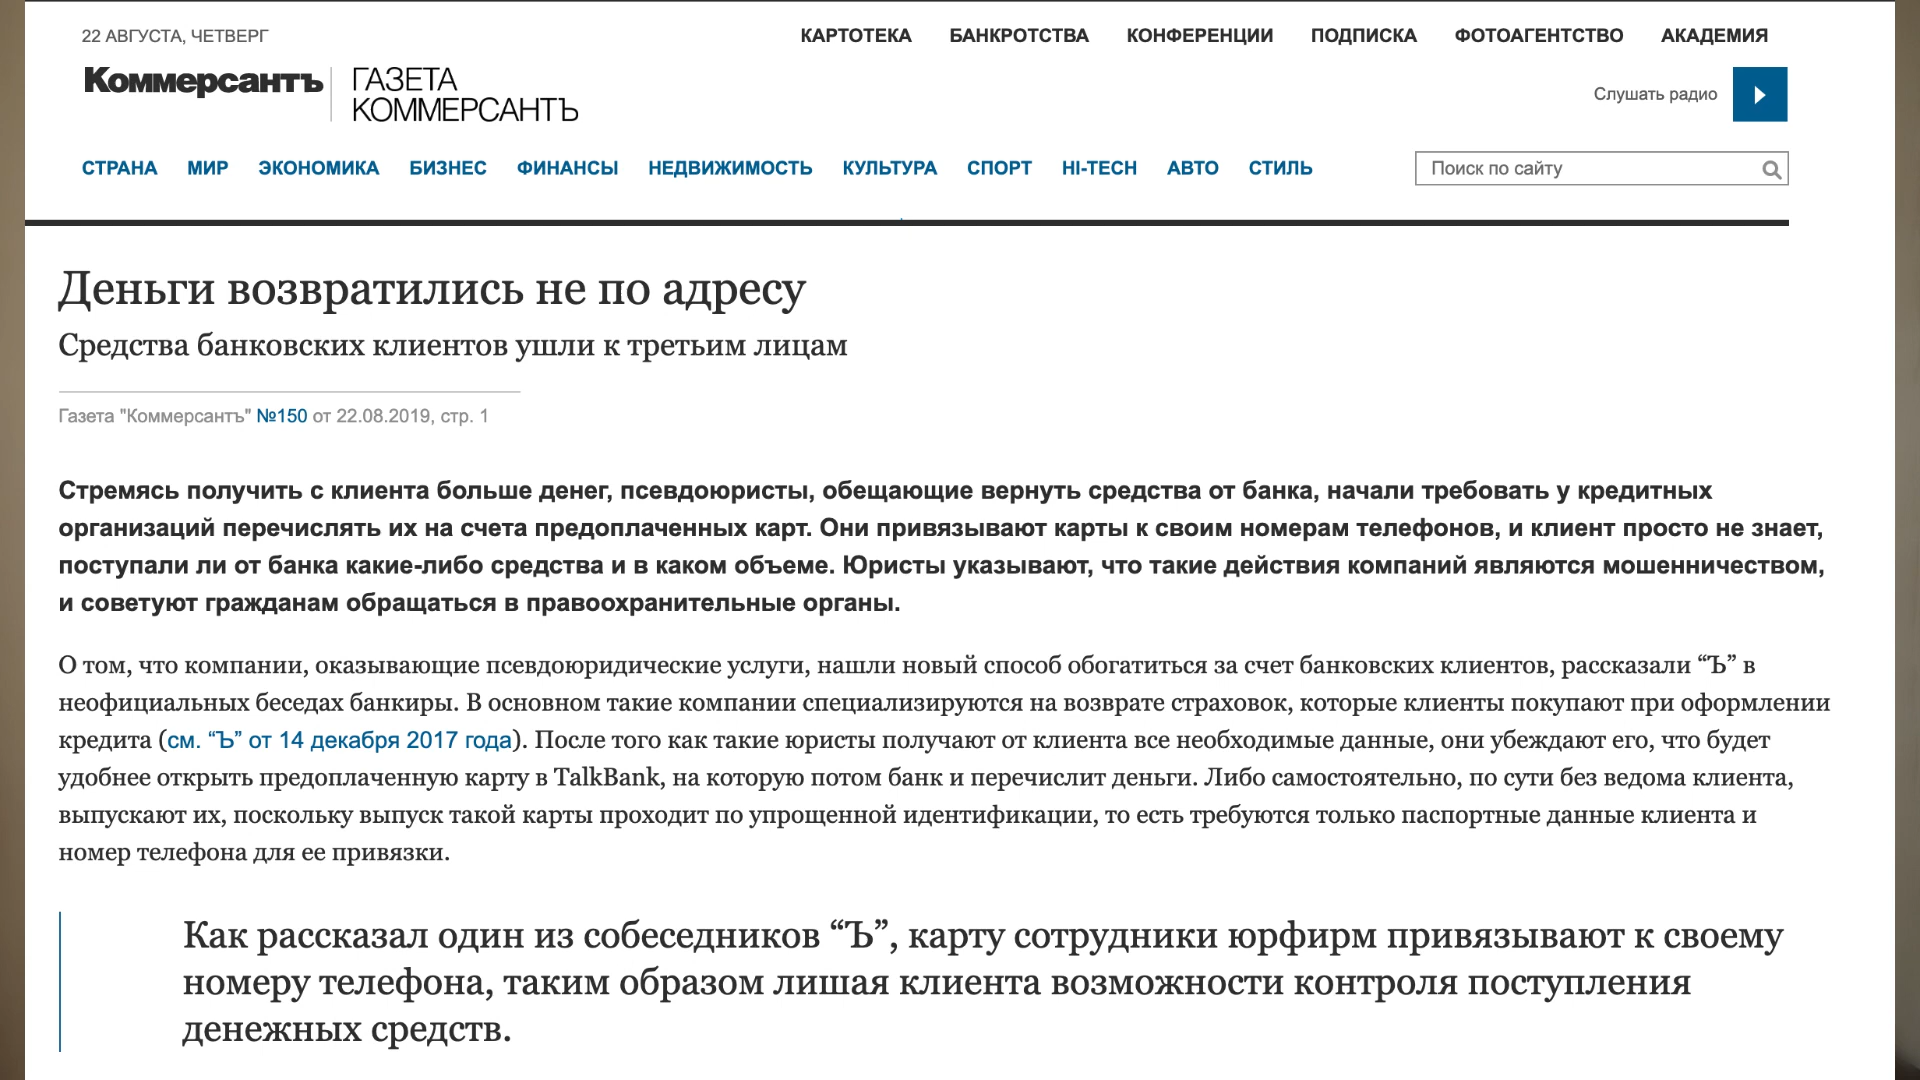 22 АВГУСТА, ЧЕТВЕРГ
КАРТОТЕКА БАНКРОТСТВА КОНФЕРЕНЦИИ ПОДПИСКА ФОТОАГЕНТСТВО АКАДЕМИЯ
Коммерсантъ
ГАЗЕТА
КОММЕРСАНТЪ
Слушать радио
СТРАНА МИР ЭКОНОМИКА БИЗНЕС ФИНАНСЫ НЕДВИЖИМОСТЬ КУЛЬТУРА СПОРТ HI-TECH АВТО СТИЛЬ
Поиск по сайту
Деньги возвратились не по адресу
Средства банковских клиентов ушли к третьим лицам
Газета "Коммерсантъ" №150 от 22.08.2019, стр. 1
Стремясь получить с клиента больше денег, псевдоюристы, обещающие вернуть средства от банка, начали требовать у кредитных
организаций перечислять их на счета предоплаченных карт. Они привязывают карты к своим номерам телефонов, и клиент просто не знает,
поступали ли от банка какие-либо средства и в каком объеме. Юристы указывают, что такие действия компаний являются мошенничеством,
и советуют гражданам обращаться в правоохранительные органы.
О том, что компании, оказывающие псевдоюридические услуги, нашли новый способ обогатиться за счет банковских клиентов, рассказали “Ъ” в
неофициальных беседах банкиры. В основном такие компании специализируются на возврате страховок, которые клиенты покупают при оформлении
кредита (см. “Ъ” от 14 декабря 2017 года). После того как такие юристы получают от клиента все необходимые данные, они убеждают его, что будет
удобнее открыть предоплаченную карту в TalkBank, на которую потом банк и перечислит деньги. Либо самостоятельно, по сути без ведома клиента,
выпускают их, поскольку выпуск такой карты проходит по упрощенной идентификации, то есть требуются только паспортные данные клиента и
номер телефона для ее привязки.
Как рассказал один из собеседников “Ъ”, карту сотрудники юрфирм привязывают к своему
номеру телефона, таким образом лишая клиента возможности контроля поступления
денежных средств.